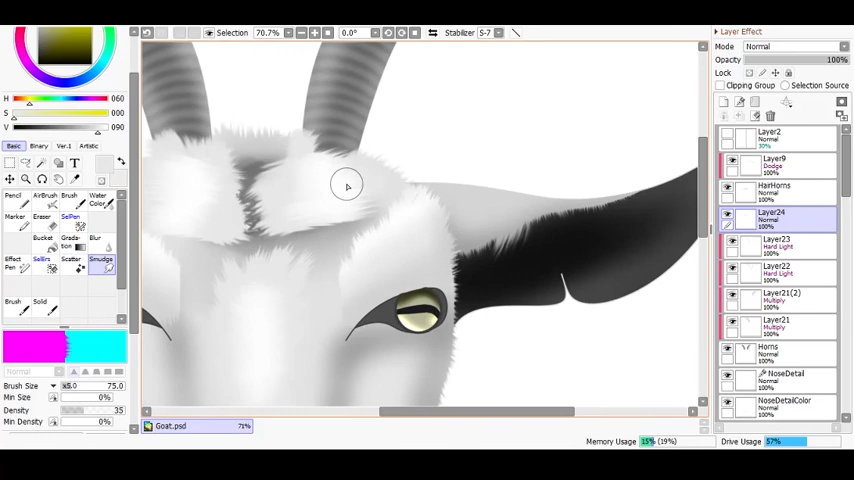 Selection 70.7% 0.0° Stabilizer S-7
H 060
S 000
V 090
Basic Binary Ver.1 Artistic
Pencil AirBrush Brush Water Color
Marker Eraser SelPen
Bucket Gradation Blur
Effect Pen SelErs Scatter Smudge
Brush Solid
Normal
Brush Size x5.0 75.0
Min Size 0%
Density 35
Min Density 0%
Goat.psd 71%
Memory Usage 15% (19%) Drive Usage 57%
Layer Effect
Mode Normal
Opacity 100%
Lock
Clipping Group Selection Source
Layer2
Normal
30%
Layer9
Dodge
100%
HairHorns
Normal
100%
Layer24
Normal
100%
Layer23
Hard Light
100%
Layer22
Hard Light
100%
Layer21(2)
Multiply
100%
Layer21
Multiply
100%
Horns
Normal
100%
NoseDetail
Normal
100%
NoseDetailColor
Normal
100%